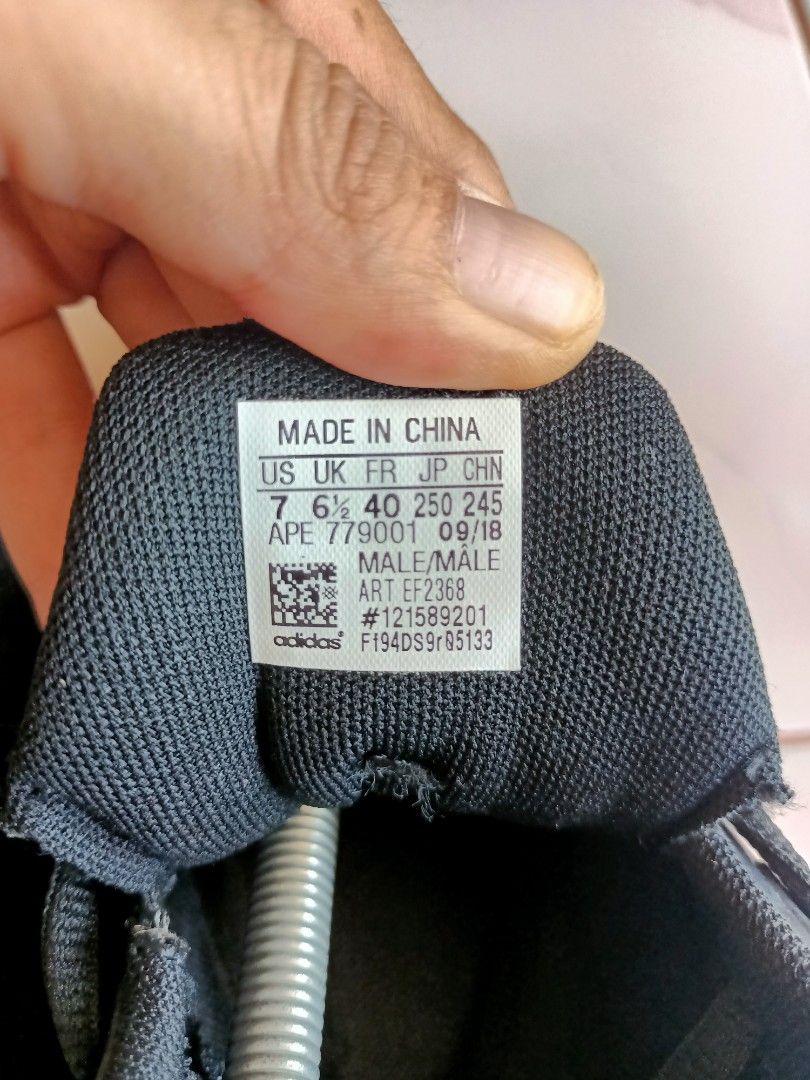 MADE IN CHINA
US UK FR JP CHN
7 6½ 40 250 245
APE 779001 09/18
MALE/MÂLE
ART EF2368
#121589201
adidas F194DS9r05133